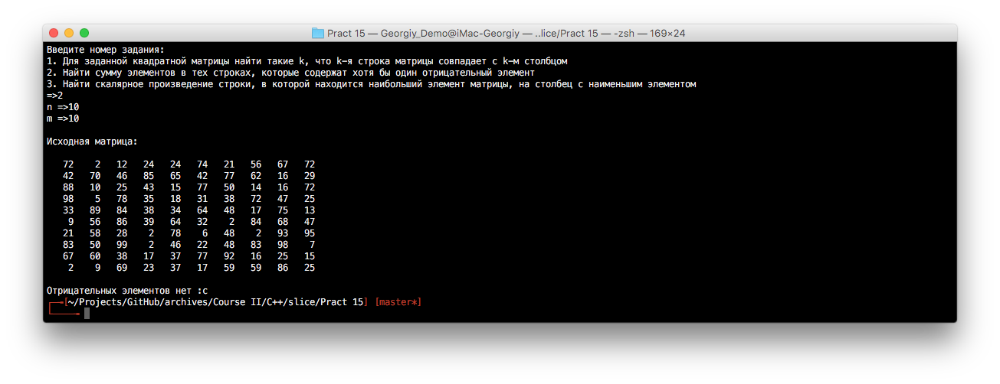 Pract 15 — Georgiy_Demo@iMac-Georgiy — ..lice/Pract 15 — -zsh — 169×24
Введите номер задания:
1. Для заданной квадратной матрицы найти такие k, что k-я строка матрицы совпадает с k-м столбцом
2. Найти сумму элементов в тех строках, которые содержат хотя бы один отрицательный элемент
3. Найти скалярное произведение строки, в которой находится наибольший элемент матрицы, на столбец с наименьшим элементом
=>2
n =>10
m =>10
Исходная матрица:
72 2 12 24 24 74 21 56 67 72
42 70 46 85 65 42 77 62 16 29
88 10 25 43 15 77 50 14 16 72
98 5 78 35 18 31 38 72 47 25
33 89 84 38 34 64 48 17 75 13
9 56 86 39 64 32 2 84 68 47
21 58 28 2 78 6 48 2 93 95
83 50 99 2 46 22 48 83 98 7
67 60 38 17 37 77 92 16 25 15
2 9 69 23 37 17 59 59 86 25
Отрицательных элементов нет :с
[~/Projects/GitHub/archives/Course II/C++/slice/Pract 15] [master*]